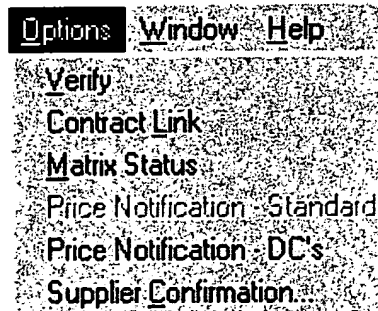 Options Window Help
Verify
Contract Link
Matrix Status
Price Notification - Standard
Price Notification - DC's
Supplier Confirmation...